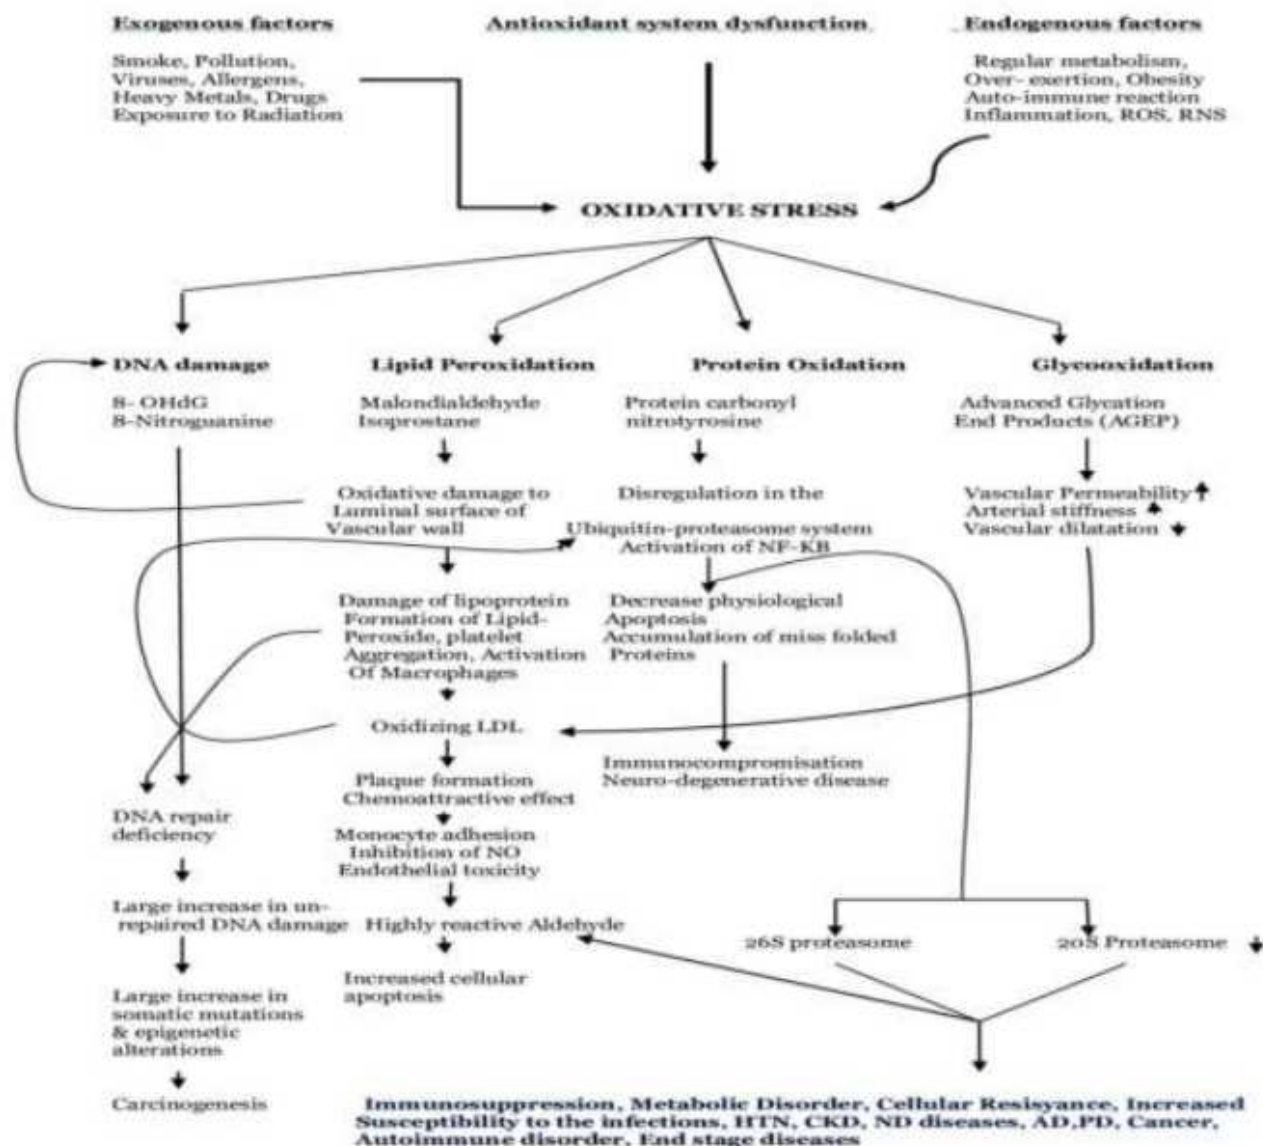 Exogenous factors
Smoke, Pollution,
Viruses, Allergens,
Heavy Metals, Drugs
Exposure to Radiation
Antioxidant system dysfunction
Endogenous factors
Regular metabolism,
Over- exertion, Obesity
Auto-immune reaction
Inflammation, ROS, RNS
OXIDATIVE STRESS
DNA damage
8- OHdG
8-Nitroguanine
Lipid Peroxidation
Malondialdehyde
Isoprostane
Protein Oxidation
Protein carbonyl
nitrotyrosine
Glycooxidation
Advanced Glycation
End Products (AGEP)
Oxidative damage to
Luminal surface of
Vascular wall
Disregulation in the
Ubiquitin-proteasome system
Activation of NF-KB
Vascular Permeability
Arterial stiffness
Vascular dilatation
Damage of lipoprotein
Formation of Lipid-
Peroxide, platelet
Aggregation, Activation
Of Macrophages
Decrease physiological
Apoptosis
Accumulation of miss folded
Proteins
Oxidizing LDL
Immunocompromisation
Neuro-degenerative disease
Plaque formation
Chemoattractive effect
DNA repair
deficiency
Monocyte adhesion
Inhibition of NO
Endothelial toxicity
Large increase in un-
repaired DNA damage
Highly reactive Aldehyde
26S proteasome
20S Proteasome
Increased cellular
apoptosis
Large increase in
somatic mutations
& epigenetic
alterations
Carcinogenesis
Immunosuppression, Metabolic Disorder, Cellular Resisyance, Increased
Susceptibility to the infections, HTN, CKD, ND diseases, AD,PD, Cancer,
Autoimmune disorder, End stage diseases